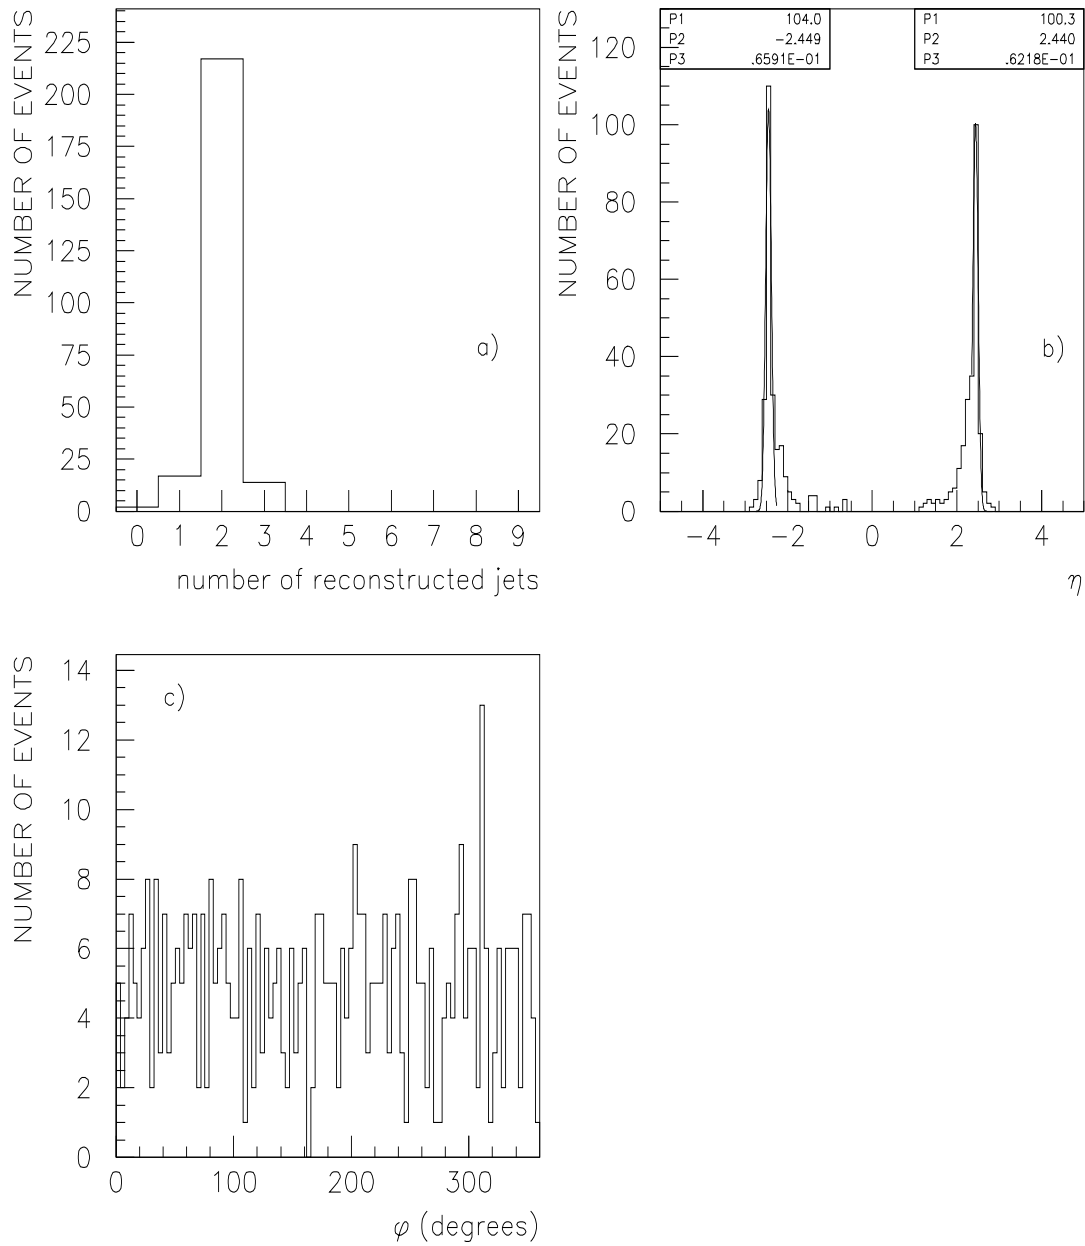 NUMBER OF EVENTS
225
200
175
150
125
100
75
50
25
0
a)
0 1 2 3 4 5 6 7 8 9
number of reconstructed jets
NUMBER OF EVENTS
P1 104.0
P2 -2.449
P3 .6591E-01
P1 100.3
P2 2.440
P3 .6218E-01
120
100
80
60
40
20
0
b)
-4 -2 0 2 4
η
NUMBER OF EVENTS
14
12
10
8
6
4
2
0
c)
0 100 200 300
φ (degrees)